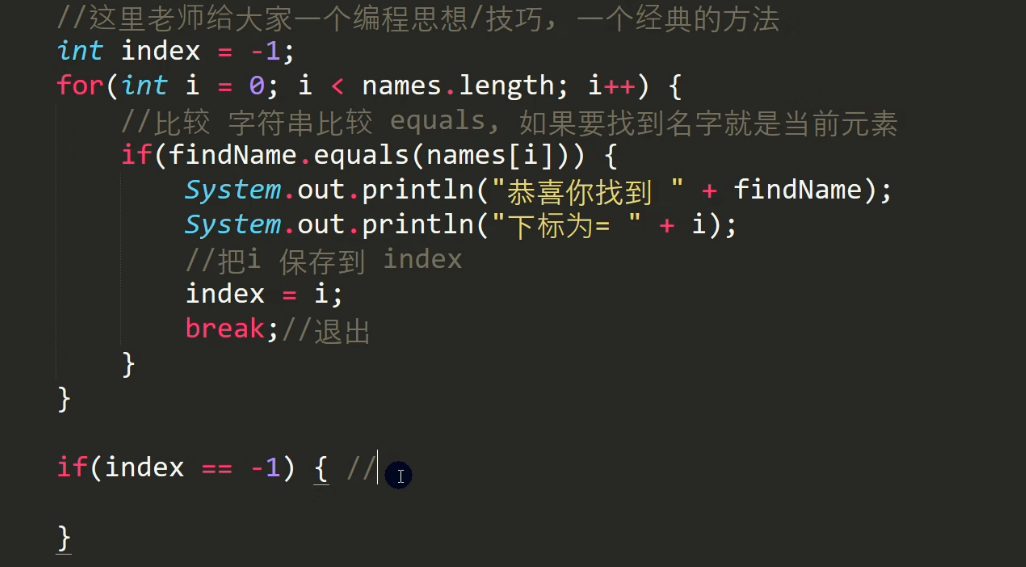 //这里老师给大家一个编程思想/技巧, 一个经典的方法
int index = -1;
for(int i = 0; i < names.length; i++) {
//比较 字符串比较 equals, 如果要找到名字就是当前元素
if(findName.equals(names[i])) {
System.out.println("恭喜你找到 " + findName);
System.out.println("下标为= " + i);
//把i 保存到 index
index = i;
break;//退出
}
}
if(index == -1) { //
}